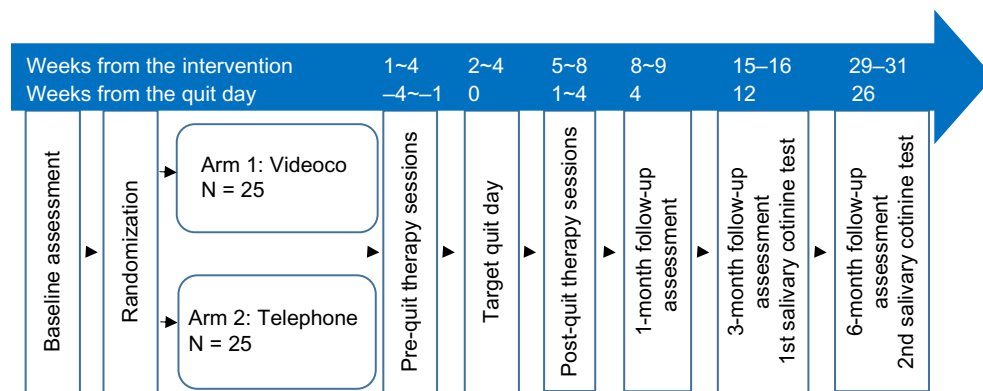 Weeks from the intervention 1~4 2~4 5~8 8~9 15–16 29–31
Weeks from the quit day –4~–1 0 1~4 4 12 26
Baseline assessment
Randomization
Arm 1: Videoco
N = 25
Arm 2: Telephone
N = 25
Pre-quit therapy sessions
Target quit day
Post-quit therapy sessions
1-month follow-up
assessment
3-month follow-up
assessment
1st salivary cotinine test
6-month follow-up
assessment
2nd salivary cotinine test